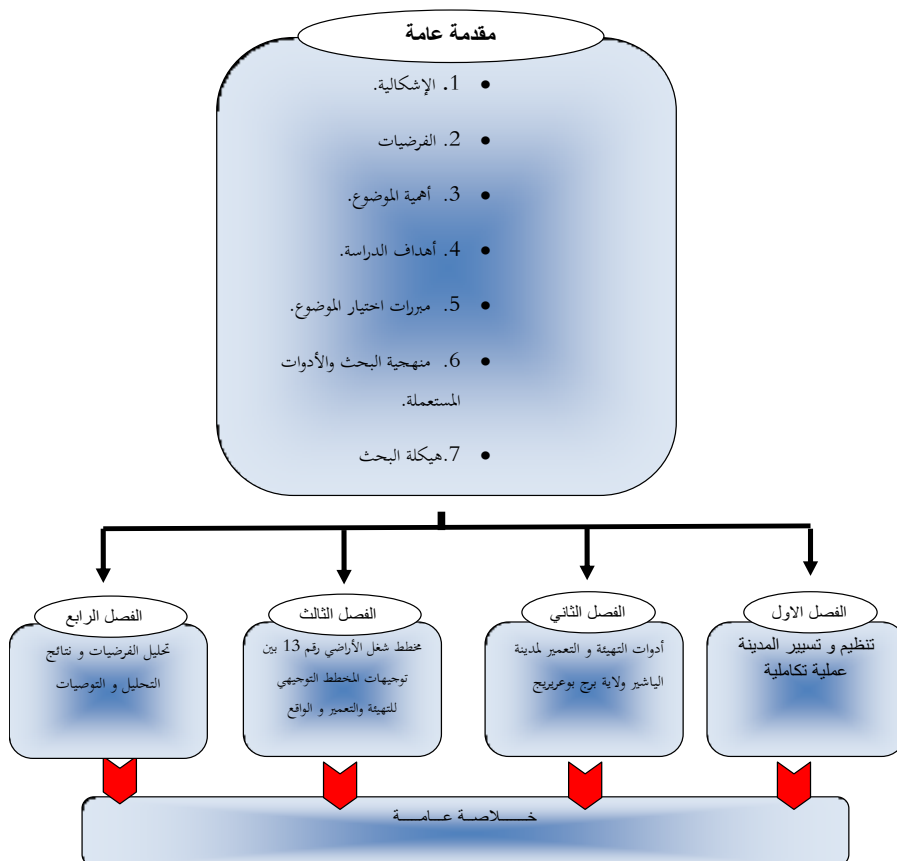 مقدمة عامة
• 1. الإشكالية.
• 2. الفرضيات
• 3. أهمية الموضوع.
• 4. أهداف الدراسة.
• 5. مبررات اختيار الموضوع.
• 6. منهجية البحث والأدوات
المستعملة.
• 7.هيكلة البحث
الفصل الاول
تنظيم و تسيير المدينة
عملية تكاملية
الفصل الثاني
أدوات التهيئة و التعمير لمدينة
الياشير ولاية برج بوعريريج
الفصل الثالث
مخطط شغل الأراضي رقم 13 بين
توجيهات المخطط التوجيهي
للتهيئة والتعمير و الواقع
الفصل الرابع
تحليل الفرضيات و نتائج
التحليل و التوصيات
خـــــلاصـــة عـــامـــــة